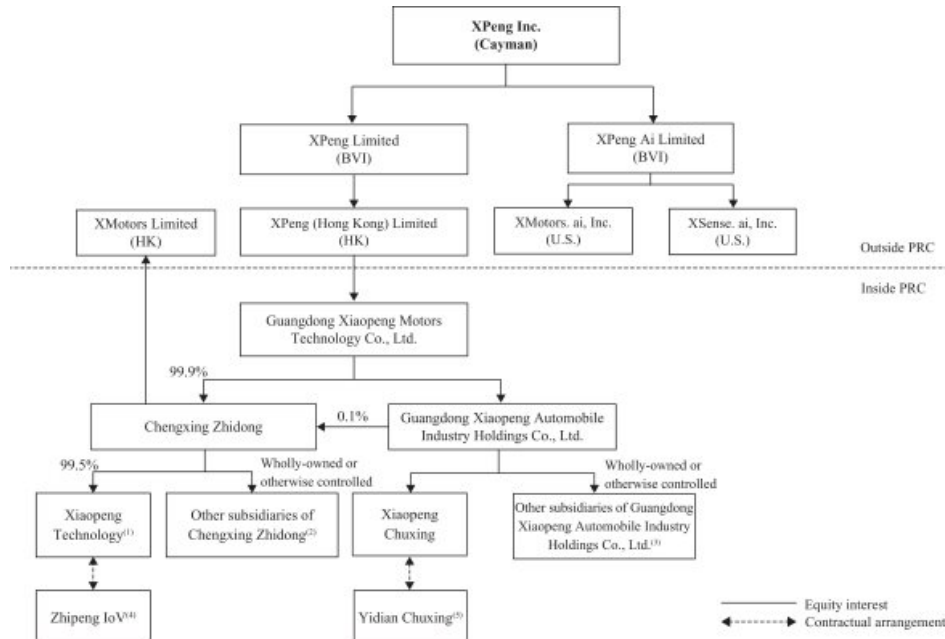 XPeng Inc.
(Cayman)
XPeng Limited
(BVI)
XPeng Ai Limited
(BVI)
XMotors Limited
(HK)
XPeng (Hong Kong) Limited
(HK)
XMotors. ai, Inc.
(U.S.)
XSense. ai, Inc.
(U.S.)
Outside PRC
Inside PRC
Guangdong Xiaopeng Motors
Technology Co., Ltd.
99.9%
Chengxing Zhidong
0.1%
Guangdong Xiaopeng Automobile
Industry Holdings Co., Ltd.
99.5%
Wholly-owned or
otherwise controlled
Wholly-owned or
otherwise controlled
Xiaopeng
Technology(1)
Other subsidiaries of
Chengxing Zhidong(2)
Xiaopeng
Chuxing
Other subsidiaries of Guangdong
Xiaopeng Automobile Industry
Holdings Co., Ltd.(3)
Zhipeng IoV(4)
Yidian Chuxing(5)
Equity interest
Contractual arrangement